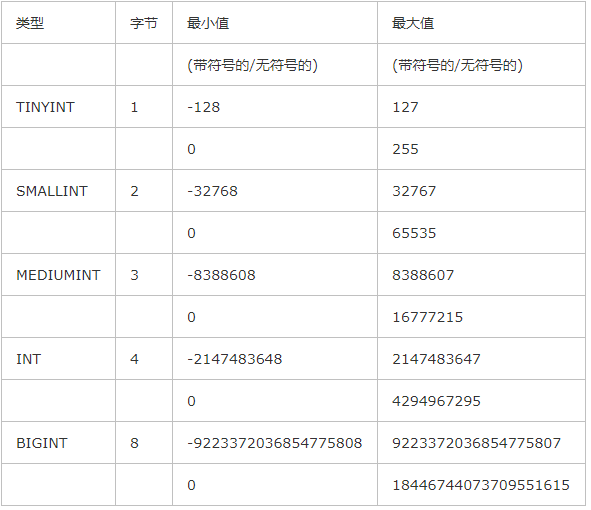 类型 字节 最小值 最大值
(带符号的/无符号的) (带符号的/无符号的)
TINYINT 1 -128 127
0 255
SMALLINT 2 -32768 32767
0 65535
MEDIUMINT 3 -8388608 8388607
0 16777215
INT 4 -2147483648 2147483647
0 4294967295
BIGINT 8 -9223372036854775808 9223372036854775807
0 18446744073709551615